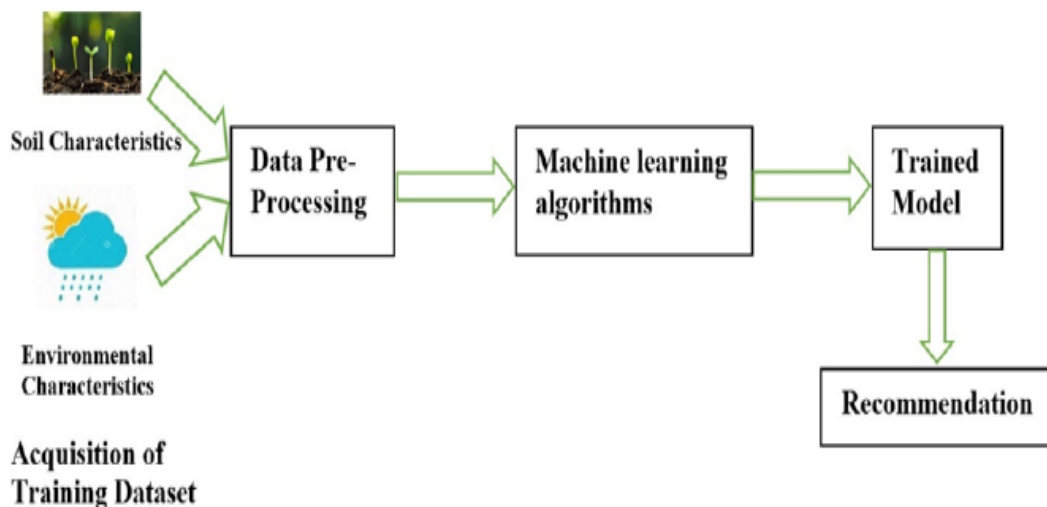 Soil Characteristics
Environmental
Characteristics
Acquisition of
Training Dataset
Data Pre-
Processing
Machine learning
algorithms
Trained
Model
Recommendation